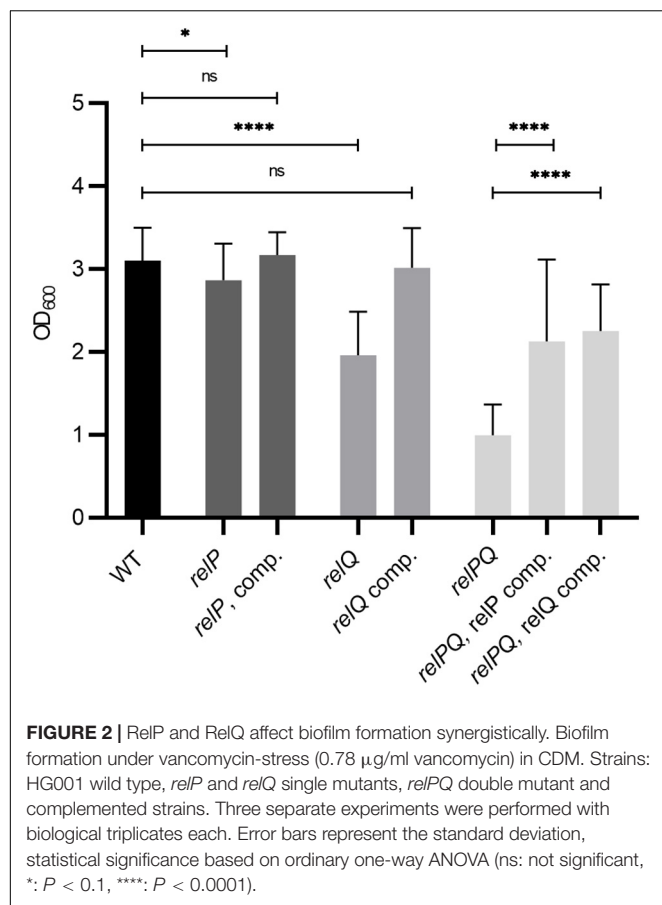 *
ns
****
ns
****
****
5
4
3
2
1
0
OD600
WT
relP
relP, comp.
relQ
relQ comp.
relPQ
relPQ, relP comp.
relPQ, relQ comp.
FIGURE 2 | RelP and RelQ affect biofilm formation synergistically. Biofilm
formation under vancomycin-stress (0.78 μg/ml vancomycin) in CDM. Strains:
HG001 wild type, relP and relQ single mutants, relPQ double mutant and
complemented strains. Three separate experiments were performed with
biological triplicates each. Error bars represent the standard deviation,
statistical significance based on ordinary one-way ANOVA (ns: not significant,
*: P < 0.1, ****: P < 0.0001).